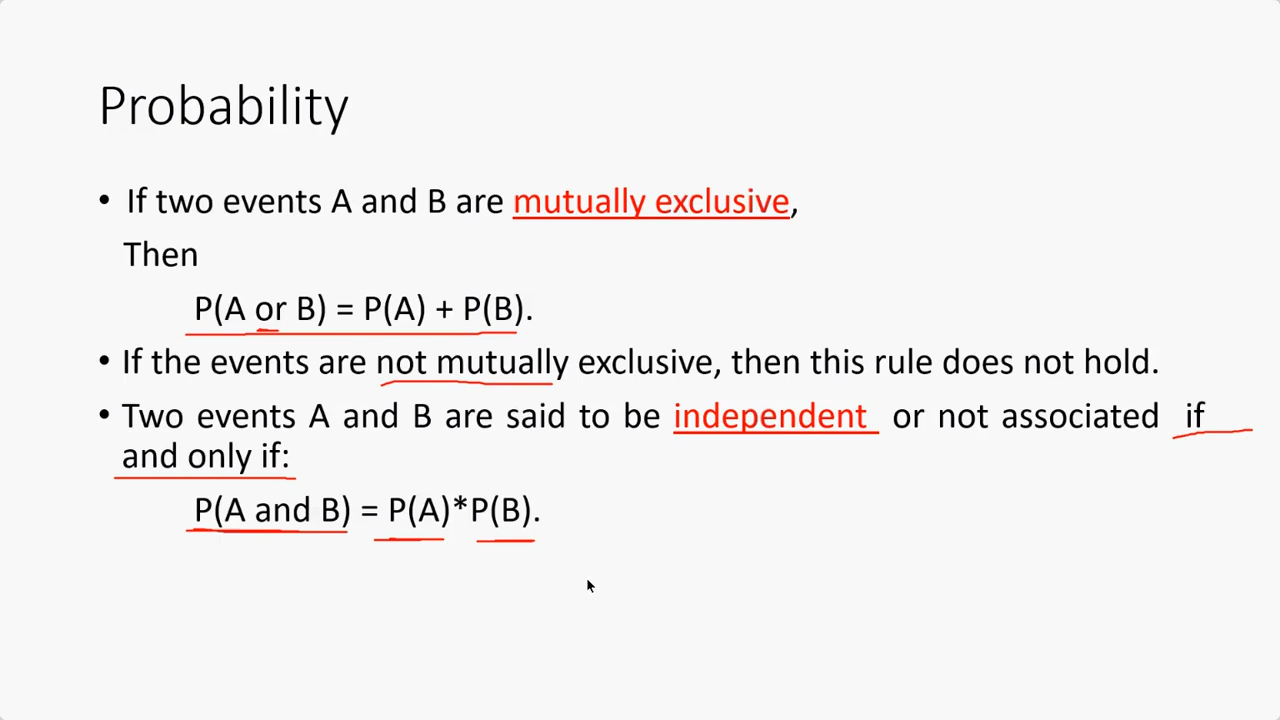 Probability
• If two events A and B are mutually exclusive,
Then
P(A or B) = P(A) + P(B).
• If the events are not mutually exclusive, then this rule does not hold.
• Two events A and B are said to be independent or not associated if
and only if:
P(A and B) = P(A)*P(B).